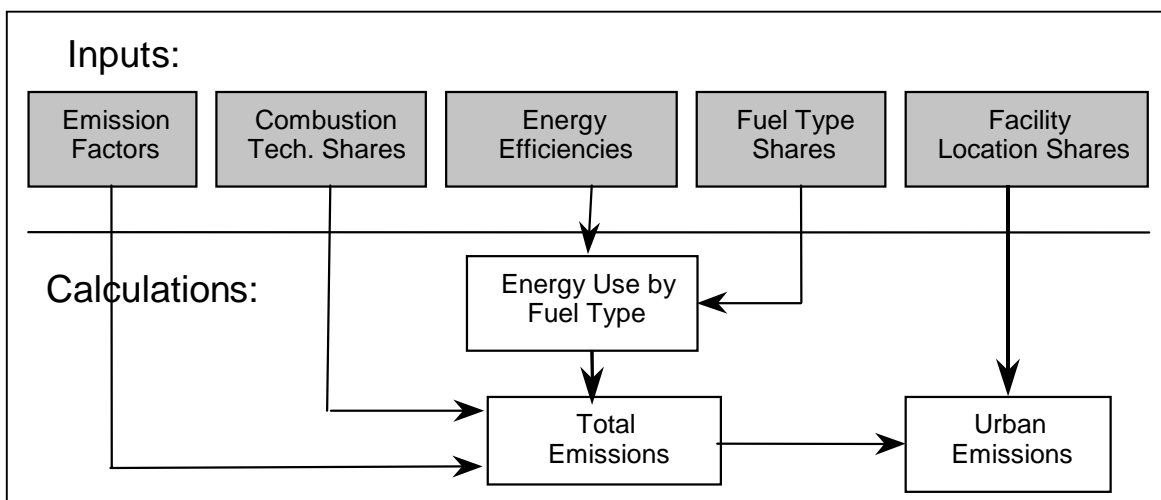 Inputs:
Emission
Factors
Combustion
Tech. Shares
Energy
Efficiencies
Fuel Type
Shares
Facility
Location Shares
Calculations:
Energy Use by
Fuel Type
Total
Emissions
Urban
Emissions